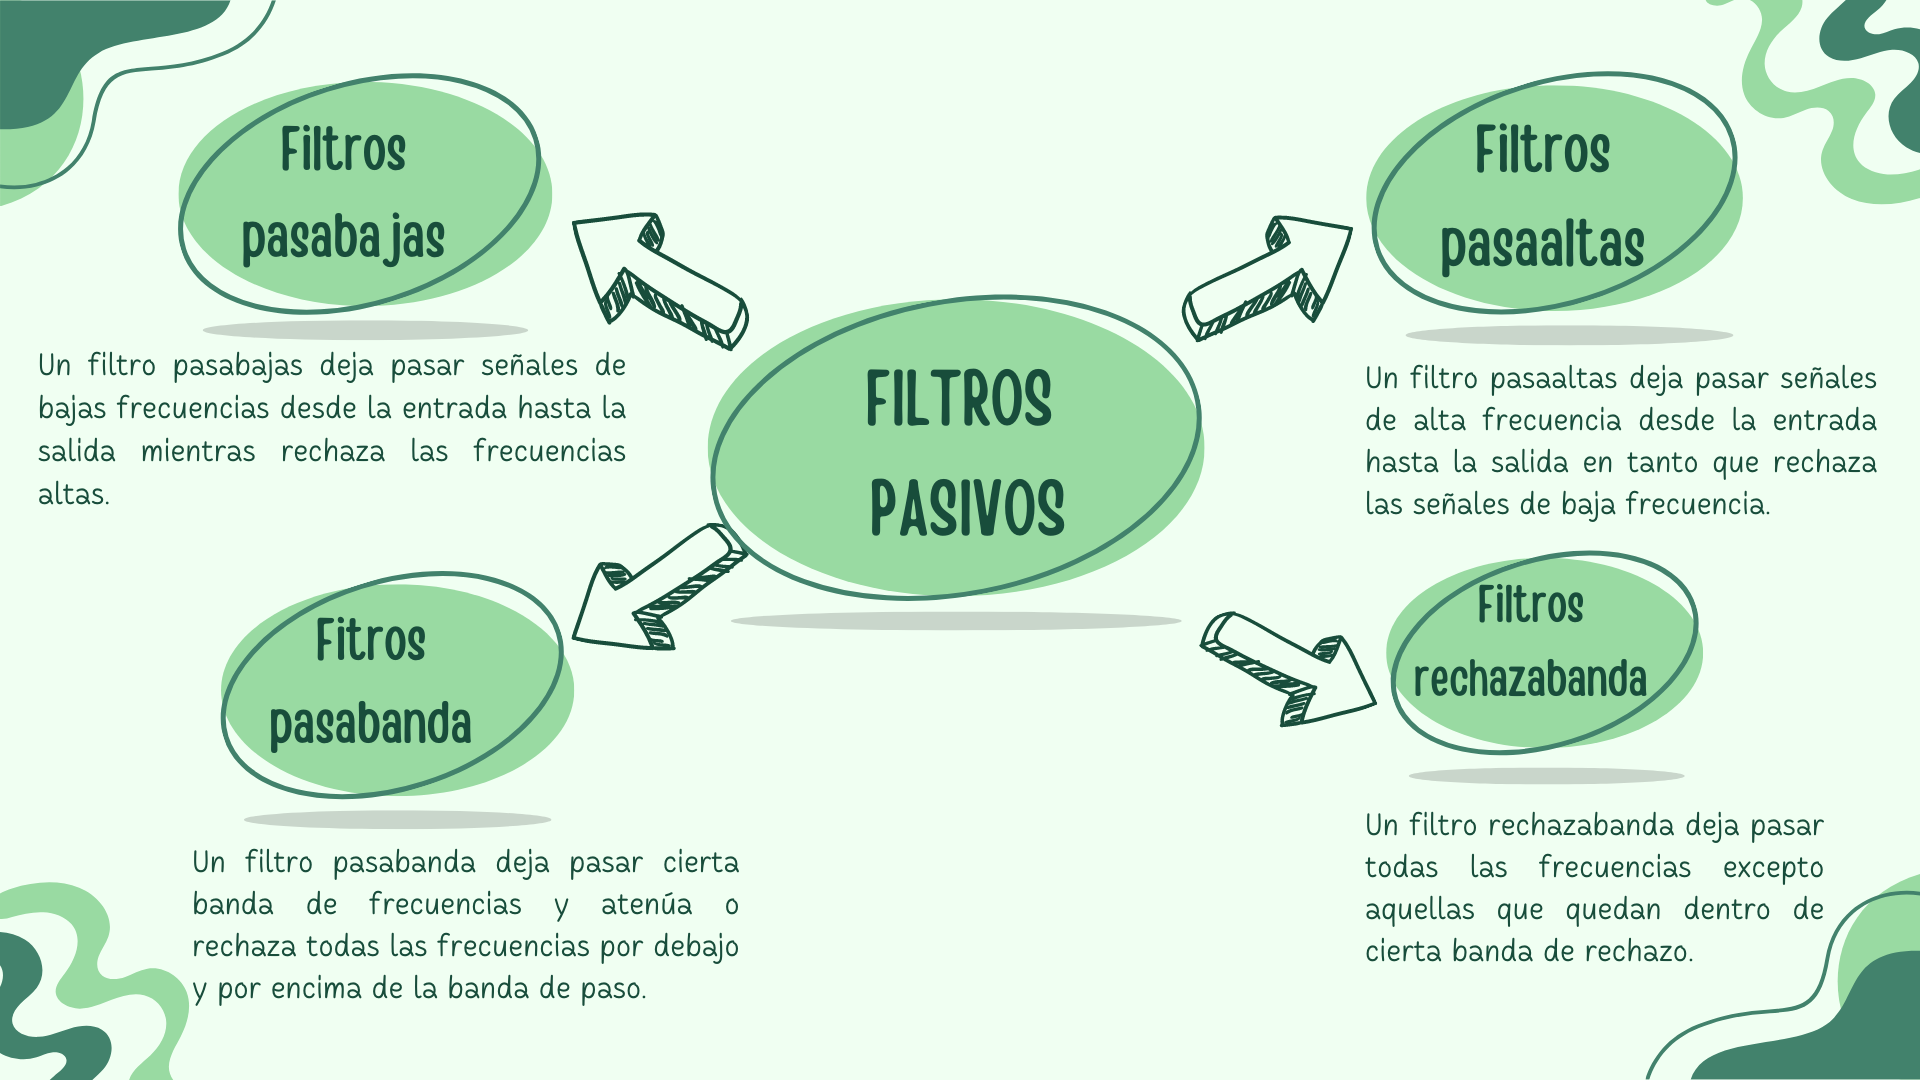 Filtros
pasabajas
Un filtro pasabajas deja pasar señales de
bajas frecuencias desde la entrada hasta la
salida mientras rechaza las frecuencias
altas.
Filtros
pasaaltas
Un filtro pasaaltas deja pasar señales
de alta frecuencia desde la entrada
hasta la salida en tanto que rechaza
las señales de baja frecuencia.
FILTROS
PASIVOS
Fitros
pasabanda
Un filtro pasabanda deja pasar cierta
banda de frecuencias y atenúa o
rechaza todas las frecuencias por debajo
y por encima de la banda de paso.
Filtros
rechazabanda
Un filtro rechazabanda deja pasar
todas las frecuencias excepto
aquellas que quedan dentro de
cierta banda de rechazo.